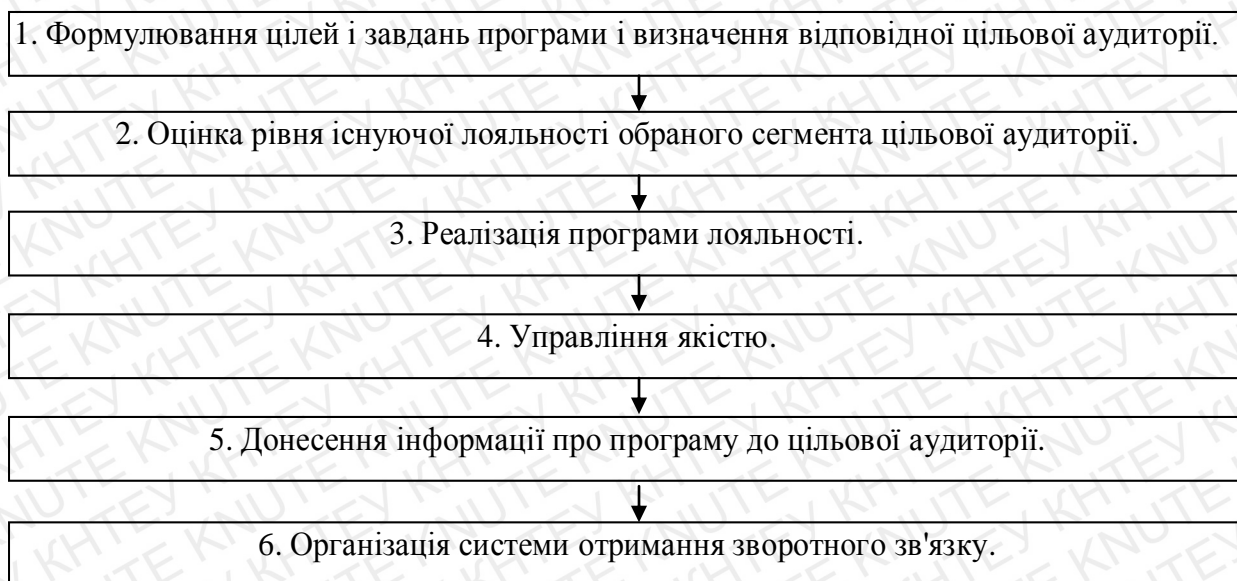 1. Формулювання цілей і завдань програми і визначення відповідної цільової аудиторії.
2. Оцінка рівня існуючої лояльності обраного сегмента цільової аудиторії.
3. Реалізація програми лояльності.
4. Управління якістю.
5. Донесення інформації про програму до цільової аудиторії.
6. Організація системи отримання зворотного зв'язку.